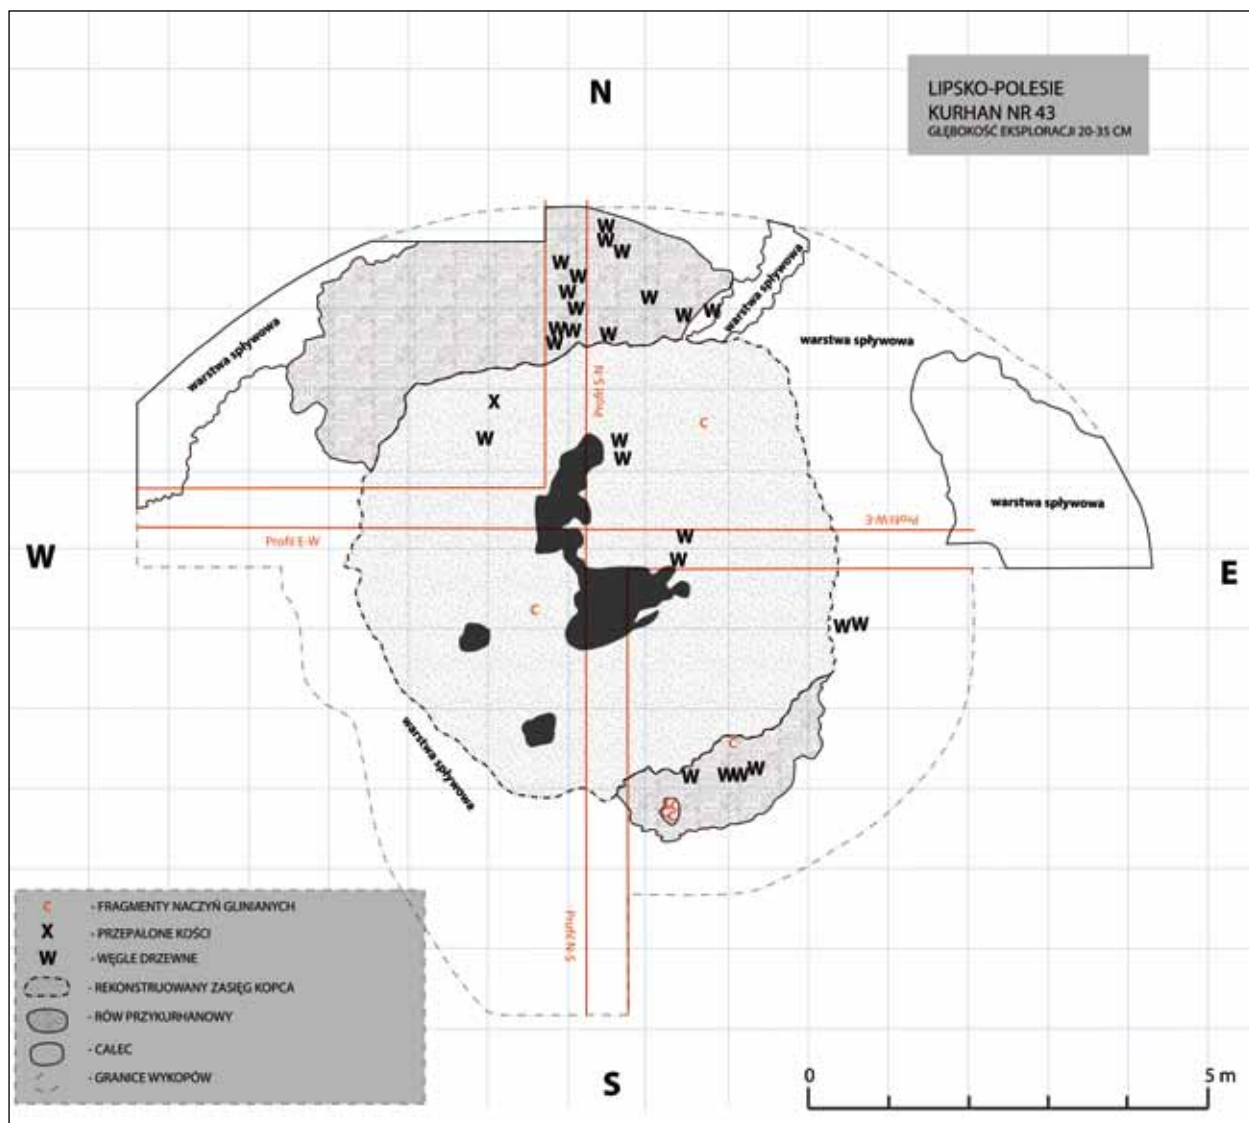 N
LIPSKO-POLESIE
KURHAN NR 43
GŁĘBOKOŚĆ EKSPLORACJI 20-35 CM
W
W
W
W
W
W
W
W
W
W
W
W
W W
W
W
warstwa spływowa
warstwa spływowa
warstwa spływowa
Profil S-N
X
C
W
W
W
warstwa spływowa
Profil W-E
Profil E-W
W
W
W
E
C
W W
warstwa spływowa
C
W
W W W
C
C
Profil N-S
C - FRAGMENTY NACZYŃ GLINIANYCH
X - PRZEPALONE KOŚCI
W - WĘGLE DRZEWNE
- REKONSTRUOWANY ZASIĘG KOPCA
- RÓW PRZYKURHANOWY
- CALEC
- GRANICE WYKOPÓW
S
0 5 m